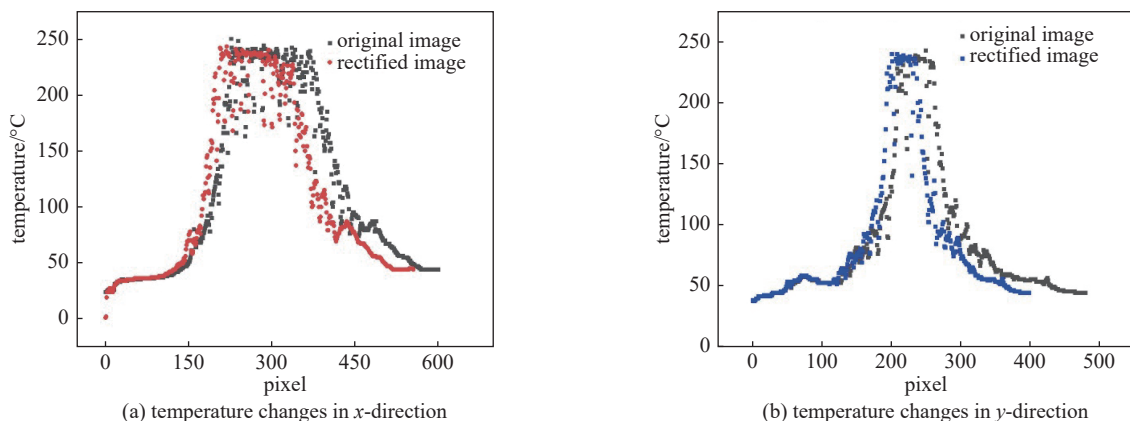 250
200
150
100
50
0
temperature/°C
original image
rectified image
0 150 300 450 600
pixel
(a) temperature changes in x-direction
250
200
150
100
50
0
temperature/°C
original image
rectified image
0 100 200 300 400 500
pixel
(b) temperature changes in y-direction